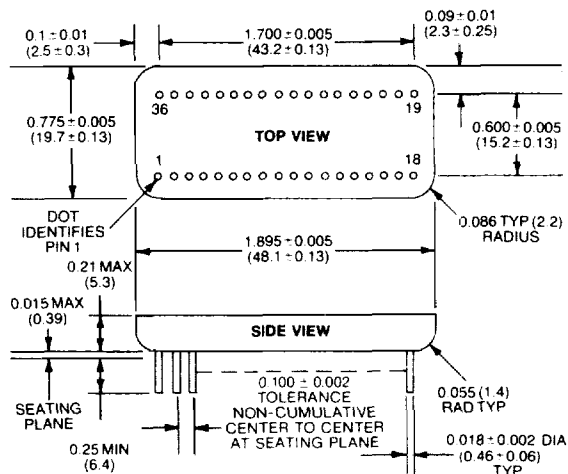 0.1 ± 0.01
(2.5 ± 0.3)
1.700 ± 0.005
(43.2 ± 0.13)
0.09 ± 0.01
(2.3 ± 0.25)
36
19
0.775 ± 0.005
(19.7 ± 0.13)
TOP VIEW
0.600 ± 0.005
(15.2 ± 0.13)
1
18
DOT
IDENTIFIES
PIN 1
0.086 TYP (2.2)
RADIUS
1.895 ± 0.005
(48.1 ± 0.13)
0.21 MAX
(5.3)
0.015 MAX
(0.39)
SIDE VIEW
SEATING
PLANE
0.100 ± 0.002
TOLERANCE
NON-CUMULATIVE
CENTER TO CENTER
AT SEATING PLANE
0.055 (1.4)
RAD TYP
0.25 MIN
(6.4)
0.018 ± 0.002 DIA
(0.46 ± 0.06)
TYP